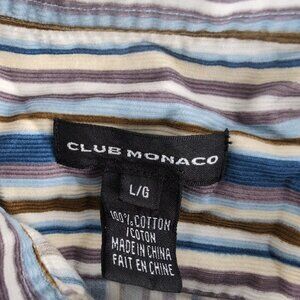 CLUB MONACO
L/G
100% COTTON
/COTON
MADE IN CHINA
FAIT EN CHINE